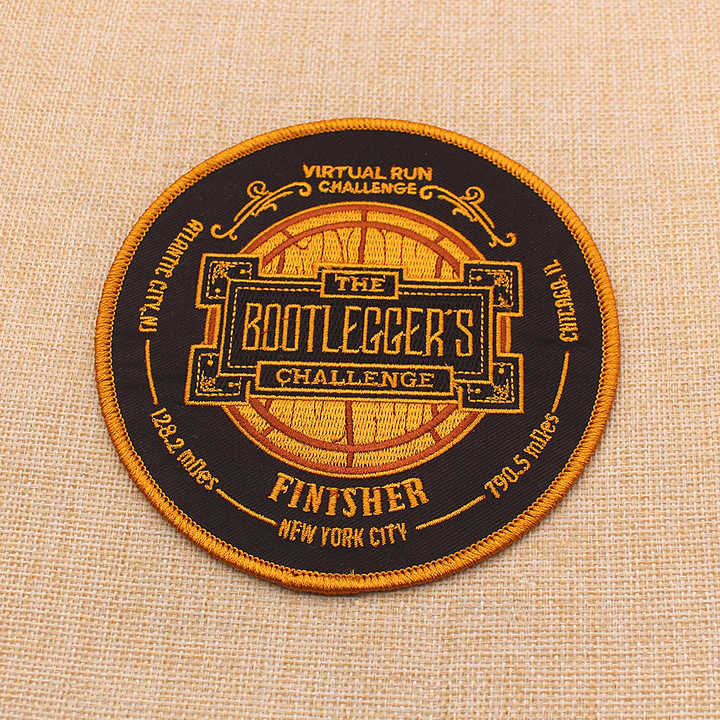 VIRTUAL RUN
CHALLENGE
ATLANTIC CITY, NJ
CHICAGO, IL
THE
BOOTLEGGER'S
CHALLENGE
128.2 miles
790.5 miles
FINISHER
NEW YORK CITY